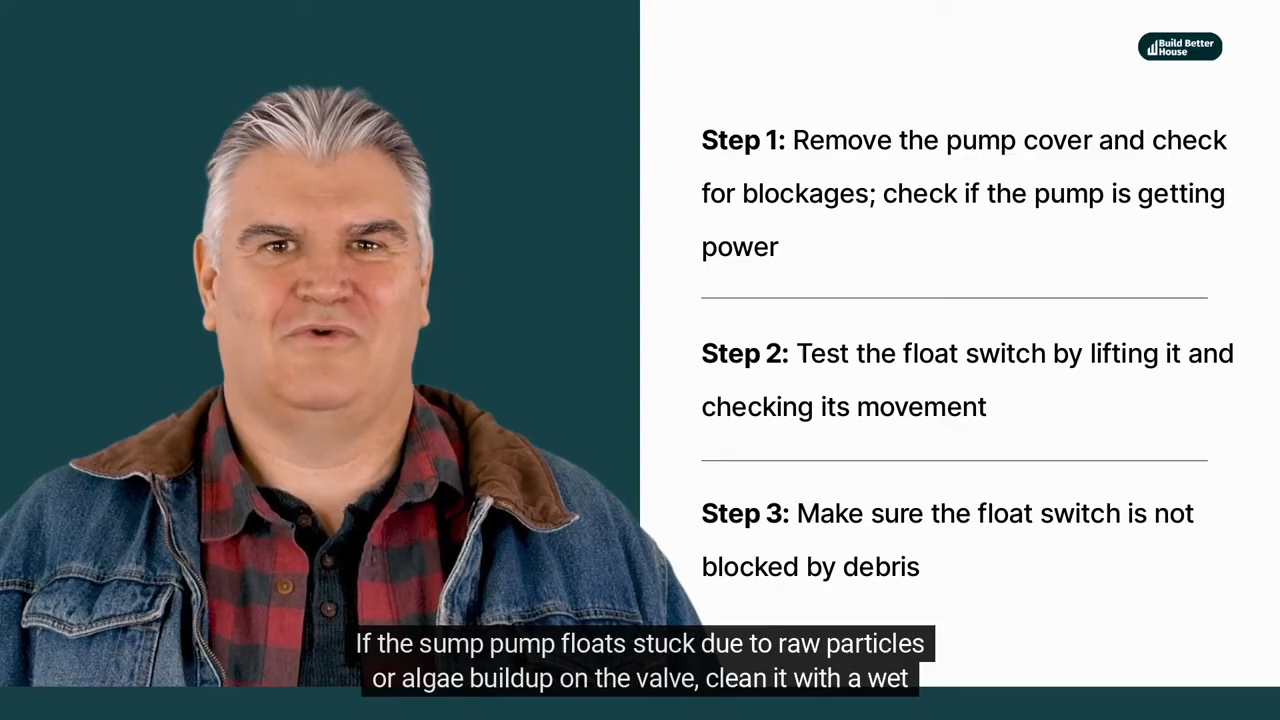 Build Better
House
Step 1: Remove the pump cover and check
for blockages; check if the pump is getting
power
Step 2: Test the float switch by lifting it and
checking its movement
Step 3: Make sure the float switch is not
blocked by debris
If the sump pump floats stuck due to raw particles
or algae buildup on the valve, clean it with a wet